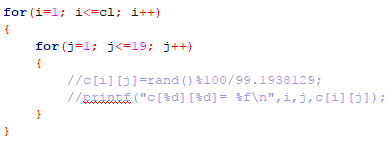 for(i=1; i<=cl; i++)
{
for(j=1; j<=19; j++)
{
//c[i][j]=rand()%100/99.1938129;
//printf("c[%d][%d]= %f\n",i,j,c[i][j]);
}
}